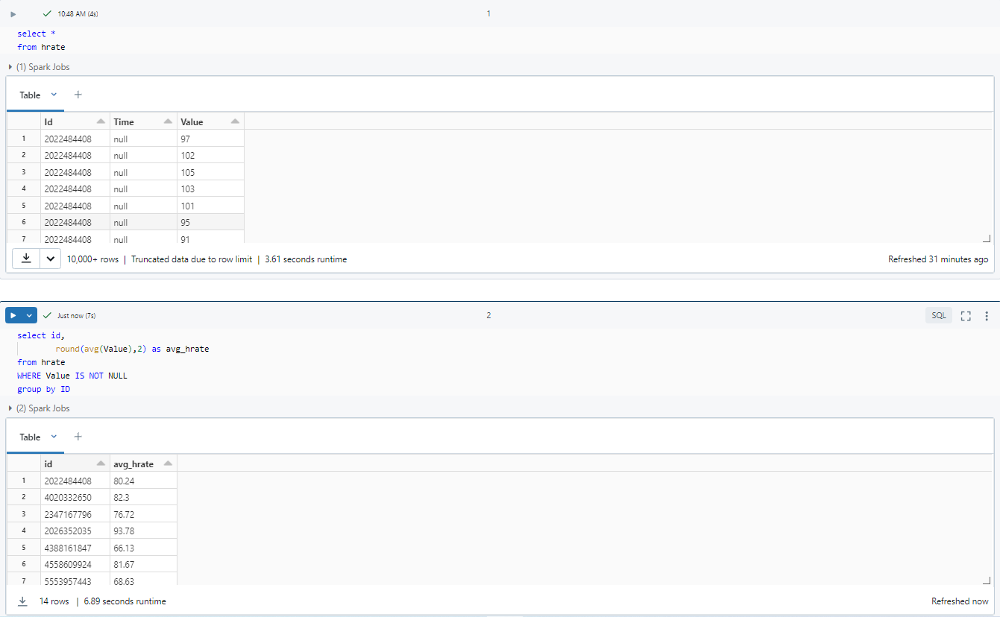 10:48 AM (4s)
1
select *
from hrate
(1) Spark Jobs
Table
Id Time Value
1 2022484408 null 97
2 2022484408 null 102
3 2022484408 null 105
4 2022484408 null 103
5 2022484408 null 101
6 2022484408 null 95
7 2022484408 null 91
10,000+ rows | Truncated data due to row limit | 3.61 seconds runtime
Refreshed 31 minutes ago
Just now (7s)
2
SQL
select id,
round(avg(Value),2) as avg_hrate
from hrate
WHERE Value IS NOT NULL
group by ID
(2) Spark Jobs
Table
id avg_hrate
1 2022484408 80.24
2 4020332650 82.3
3 2347167796 76.72
4 2026352035 93.78
5 4388161847 66.13
6 4558609924 81.67
7 5553957443 68.63
14 rows | 6.89 seconds runtime
Refreshed now